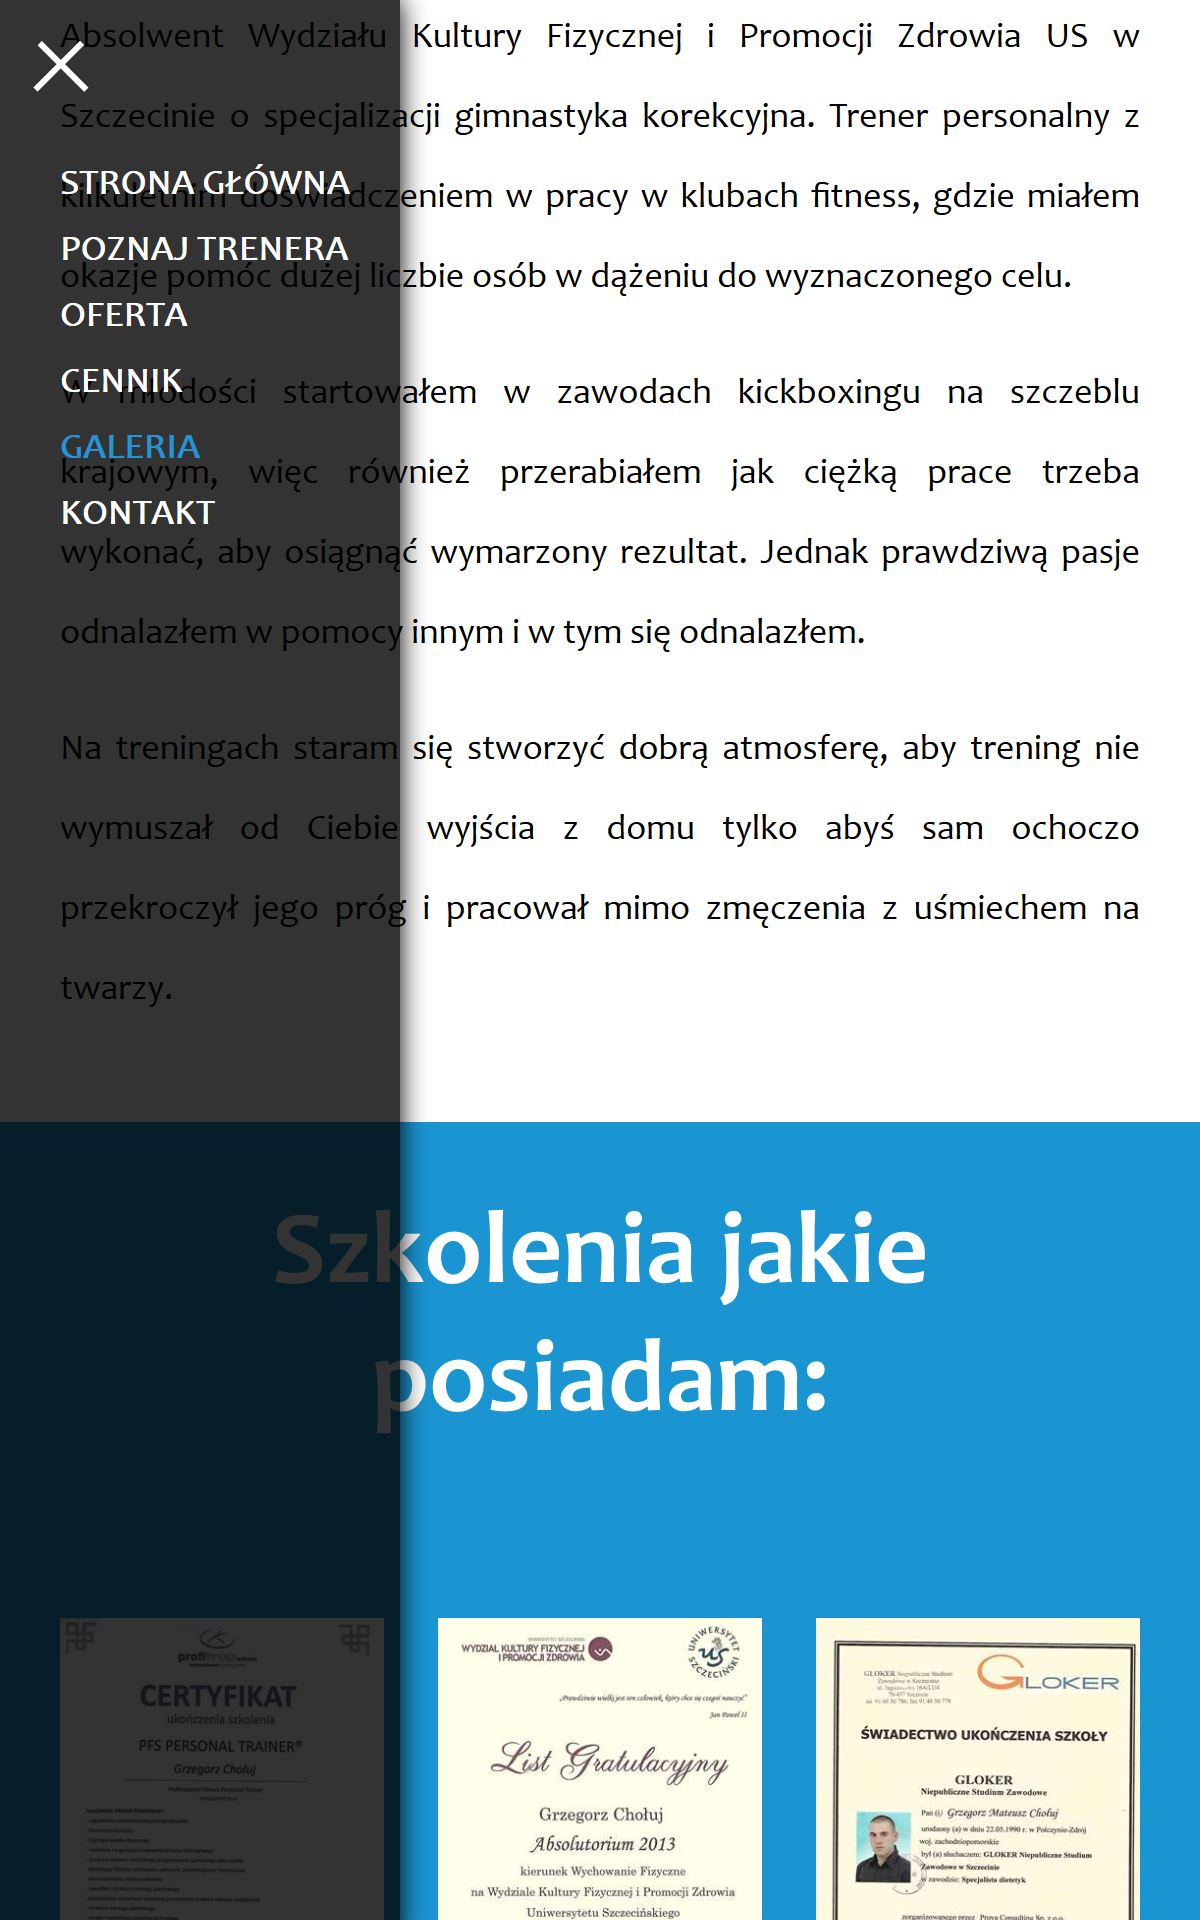 Absolwent Wydziału Kultury Fizycznej i Promocji Zdrowia US w
Szczecinie o specjalizacji gimnastyka korekcyjna. Trener personalny z
kilkuletnim doświadczeniem w pracy w klubach fitness, gdzie miałem
okazje pomóc dużej liczbie osób w dążeniu do wyznaczonego celu.
STRONA GŁÓWNA
POZNAJ TRENERA
OFERTA
CENNIK
GALERIA
KONTAKT
W młodości startowałem w zawodach kickboxingu na szczeblu
krajowym, więc również przerabiałem jak ciężką prace trzeba
wykonać, aby osiągnąć wymarzony rezultat. Jednak prawdziwą pasje
odnalazłem w pomocy innym i w tym się odnalazłem.
Na treningach staram się stworzyć dobrą atmosferę, aby trening nie
wymuszał od Ciebie wyjścia z domu tylko abyś sam ochoczo
przekroczył jego próg i pracował mimo zmęczenia z uśmiechem na
twarzy.
Szkolenia jakie
posiadam:
profifitness school
CERTYFIKAT
ukończenia szkolenia
PFS PERSONAL TRAINER®
Grzegorz Chołuj
Professional Fitness Personal Trainer
UNIWERSYTET SZCZECIŃSKI
WYDZIAŁ KULTURY FIZYCZNEJ
I PROMOCJI ZDROWIA
UNIWERSYTET SZCZECIŃSKI
„Prawdziwie wielki jest ten człowiek, który chce się czegoś nauczyć"
Jan Paweł II
List Gratulacyjny
Grzegorz Chołuj
Absolutorium 2013
kierunek Wychowanie Fizyczne
na Wydziale Kultury Fizycznej i Promocji Zdrowia
Uniwersytetu Szczecińskiego
GLOKER Niepubliczne Studium
Zawodowe w Szczecinie
GLOKER
ŚWIADECTWO UKOŃCZENIA SZKOŁY
GLOKER
Niepubliczne Studium Zawodowe
Pan (i) Grzegorz Mateusz Chołuj
urodzony (a) w dniu 22.05.1990 r. w Połczynie-Zdrój
woj. zachodniopomorskie
był (a) słuchaczem: GLOKER Niepubliczne Studium
Zawodowe w Szczecinie
w zawodzie: Specjalista dietetyk
zorganizowanego przez Prova Consulting Sp. z o.o.